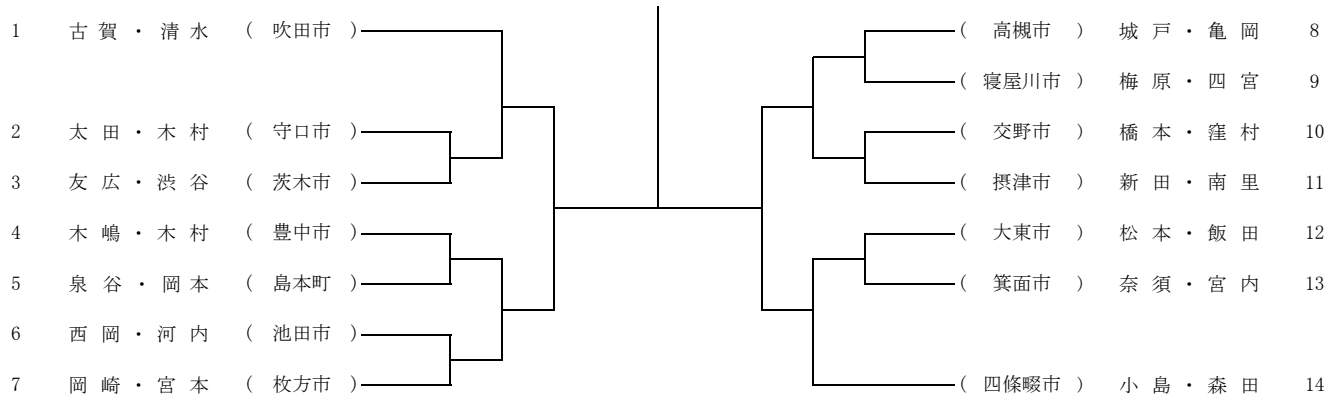 1 古賀・清水 ( 吹田市 )
2 太田・木村 ( 守口市 )
3 友広・渋谷 ( 茨木市 )
4 木嶋・木村 ( 豊中市 )
5 泉谷・岡本 ( 島本町 )
6 西岡・河内 ( 池田市 )
7 岡崎・宮本 ( 枚方市 )
( 高槻市 ) 城戸・亀岡 8
( 寝屋川市 ) 梅原・四宮 9
( 交野市 ) 橋本・窪村 10
( 摂津市 ) 新田・南里 11
( 大東市 ) 松本・飯田 12
( 箕面市 ) 奈須・宮内 13
( 四條畷市 ) 小島・森田 14